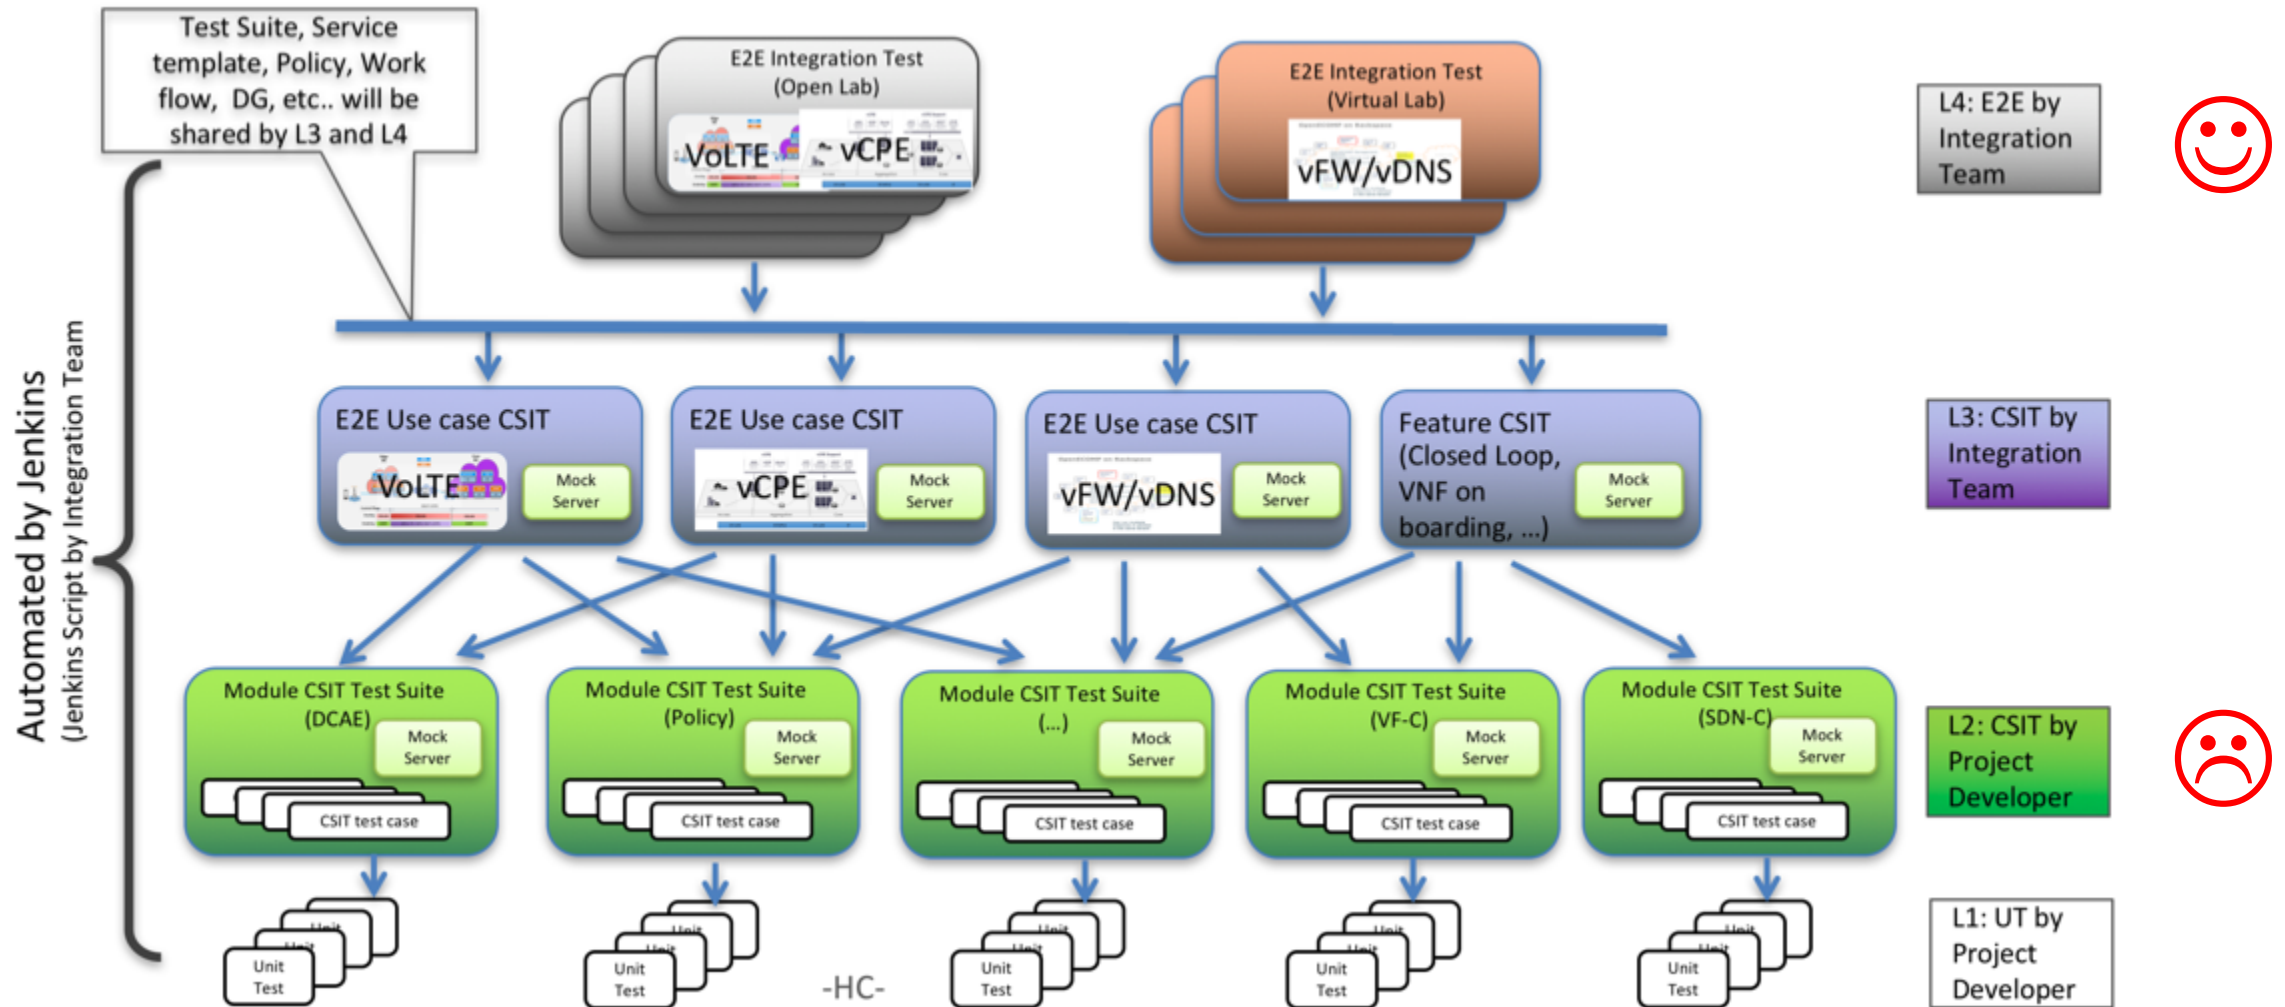 Test Suite, Service
template, Policy, Work
flow, DG, etc.. will be
shared by L3 and L4
E2E Integration Test
(Open Lab)
VoLTE
vCPE
E2E Integration Test
(Virtual Lab)
vFW/vDNS
L4: E2E by
Integration
Team
Automated by Jenkins
(Jenkins Script by Integration Team
E2E Use case CSIT
VoLTE
Mock
Server
E2E Use case CSIT
vCPE
Mock
Server
E2E Use case CSIT
vFW/vDNS
Mock
Server
Feature CSIT
(Closed Loop,
VNF on
boarding, ...)
Mock
Server
L3: CSIT by
Integration
Team
Module CSIT Test Suite
(DCAE)
Mock
Server
CSIT test case
Module CSIT Test Suite
(Policy)
Mock
Server
CSIT test case
Module CSIT Test Suite
(...)
Mock
Server
CSIT test case
Module CSIT Test Suite
(VF-C)
Mock
Server
CSIT test case
Module CSIT Test Suite
(SDN-C)
Mock
Server
CSIT test case
L2: CSIT by
Project
Developer
Unit
Test
Unit
Test
-HC-
Unit
Test
Unit
Test
Unit
Test
L1: UT by
Project
Developer